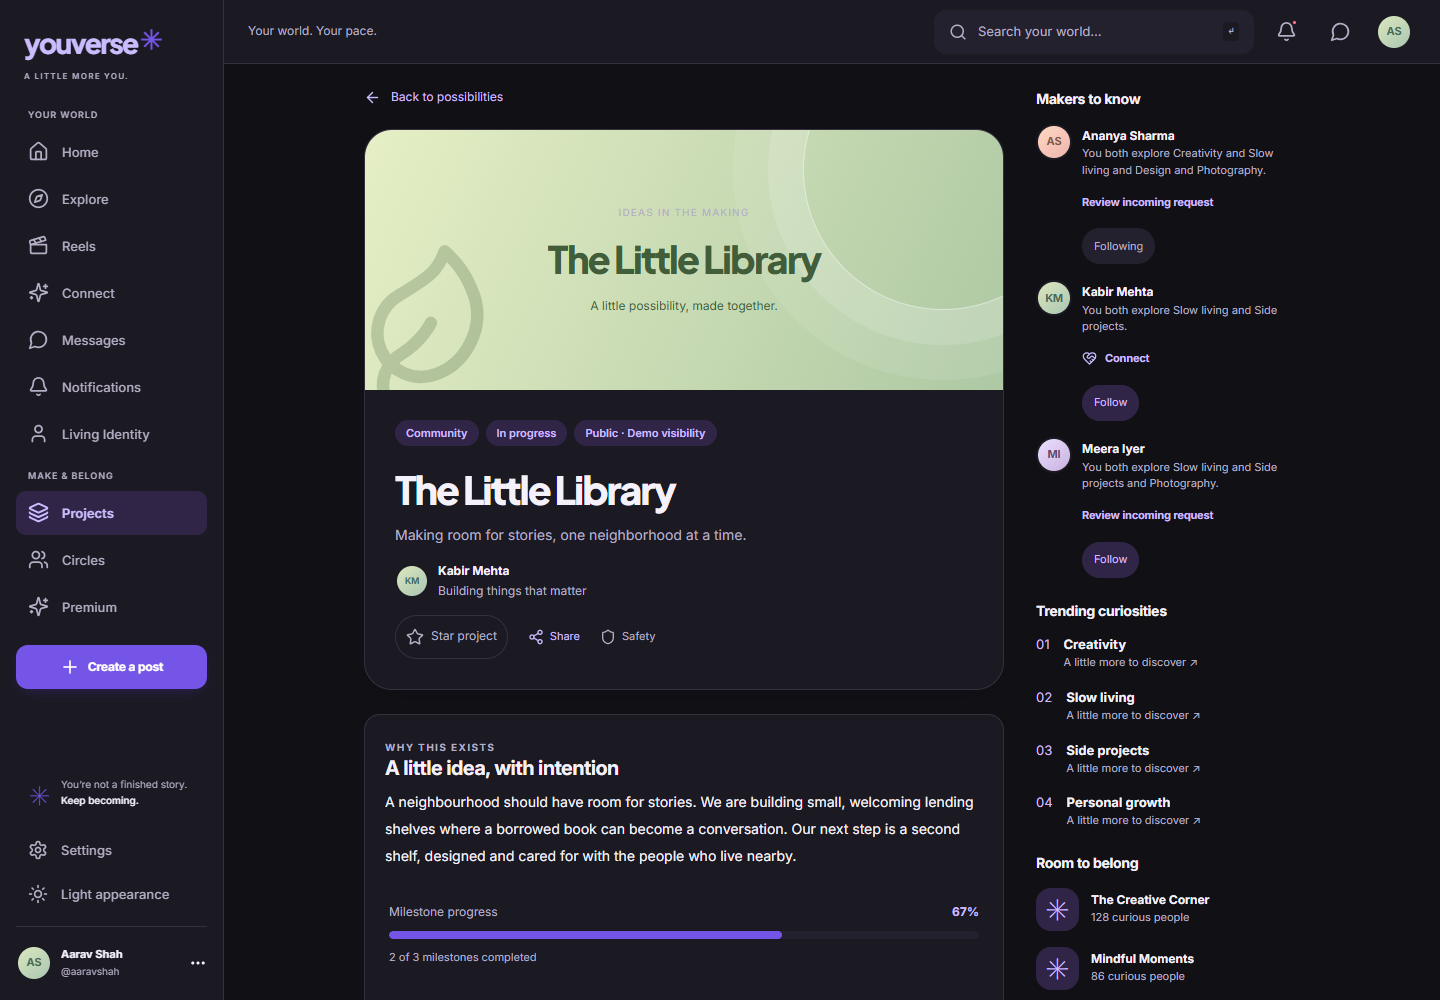 youverse
A LITTLE MORE YOU.
YOUR WORLD
Home
Explore
Reels
Connect
Messages
Notifications
Living Identity
MAKE & BELONG
Projects
Circles
Premium
Create a post
You're not a finished story.
Keep becoming.
Settings
Light appearance
AS
Aarav Shah
@aaravshah
Your world. Your pace.
Search your world...
AS
Back to possibilities
IDEAS IN THE MAKING
The Little Library
A little possibility, made together.
Community
In progress
Public · Demo visibility
The Little Library
Making room for stories, one neighborhood at a time.
KM
Kabir Mehta
Building things that matter
Star project
Share
Safety
WHY THIS EXISTS
A little idea, with intention
A neighbourhood should have room for stories. We are building small, welcoming lending
shelves where a borrowed book can become a conversation. Our next step is a second
shelf, designed and cared for with the people who live nearby.
Milestone progress
67%
2 of 3 milestones completed
Makers to know
AS
Ananya Sharma
You both explore Creativity and Slow
living and Design and Photography.
Review incoming request
Following
KM
Kabir Mehta
You both explore Slow living and Side
projects.
Connect
Follow
MI
Meera Iyer
You both explore Slow living and Side
projects and Photography.
Review incoming request
Follow
Trending curiosities
01 Creativity
A little more to discover ↗
02 Slow living
A little more to discover ↗
03 Side projects
A little more to discover ↗
04 Personal growth
A little more to discover ↗
Room to belong
The Creative Corner
128 curious people
Mindful Moments
86 curious people